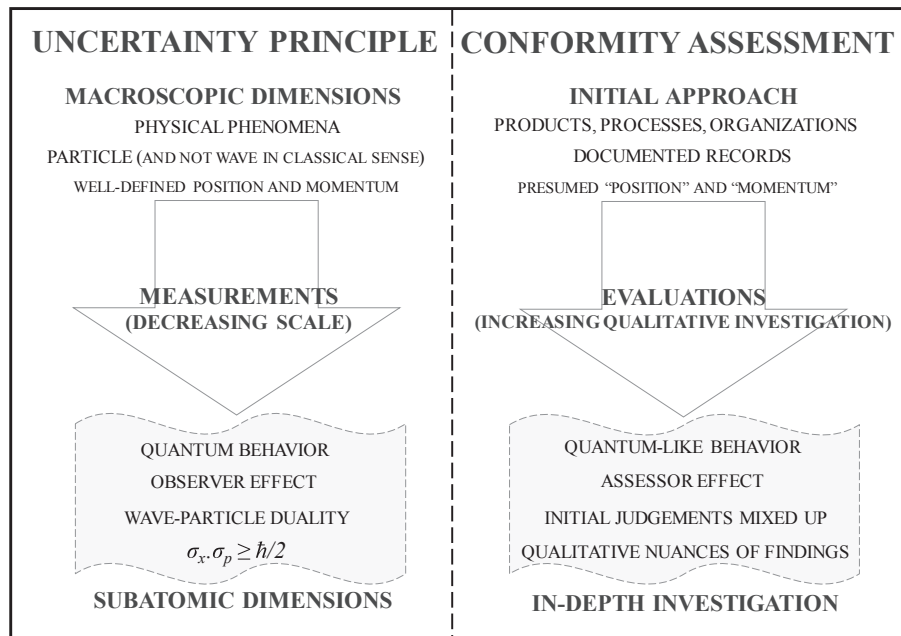 UNCERTAINTY PRINCIPLE
MACROSCOPIC DIMENSIONS
PHYSICAL PHENOMENA
PARTICLE (AND NOT WAVE IN CLASSICAL SENSE)
WELL-DEFINED POSITION AND MOMENTUM
MEASUREMENTS
(DECREASING SCALE)
QUANTUM BEHAVIOR
OBSERVER EFFECT
WAVE-PARTICLE DUALITY
σx.σp ≥ ħ/2
SUBATOMIC DIMENSIONS
CONFORMITY ASSESSMENT
INITIAL APPROACH
PRODUCTS, PROCESSES, ORGANIZATIONS
DOCUMENTED RECORDS
PRESUMED “POSITION” AND “MOMENTUM”
EVALUATIONS
(INCREASING QUALITATIVE INVESTIGATION)
QUANTUM-LIKE BEHAVIOR
ASSESSOR EFFECT
INITIAL JUDGEMENTS MIXED UP
QUALITATIVE NUANCES OF FINDINGS
IN-DEPTH INVESTIGATION